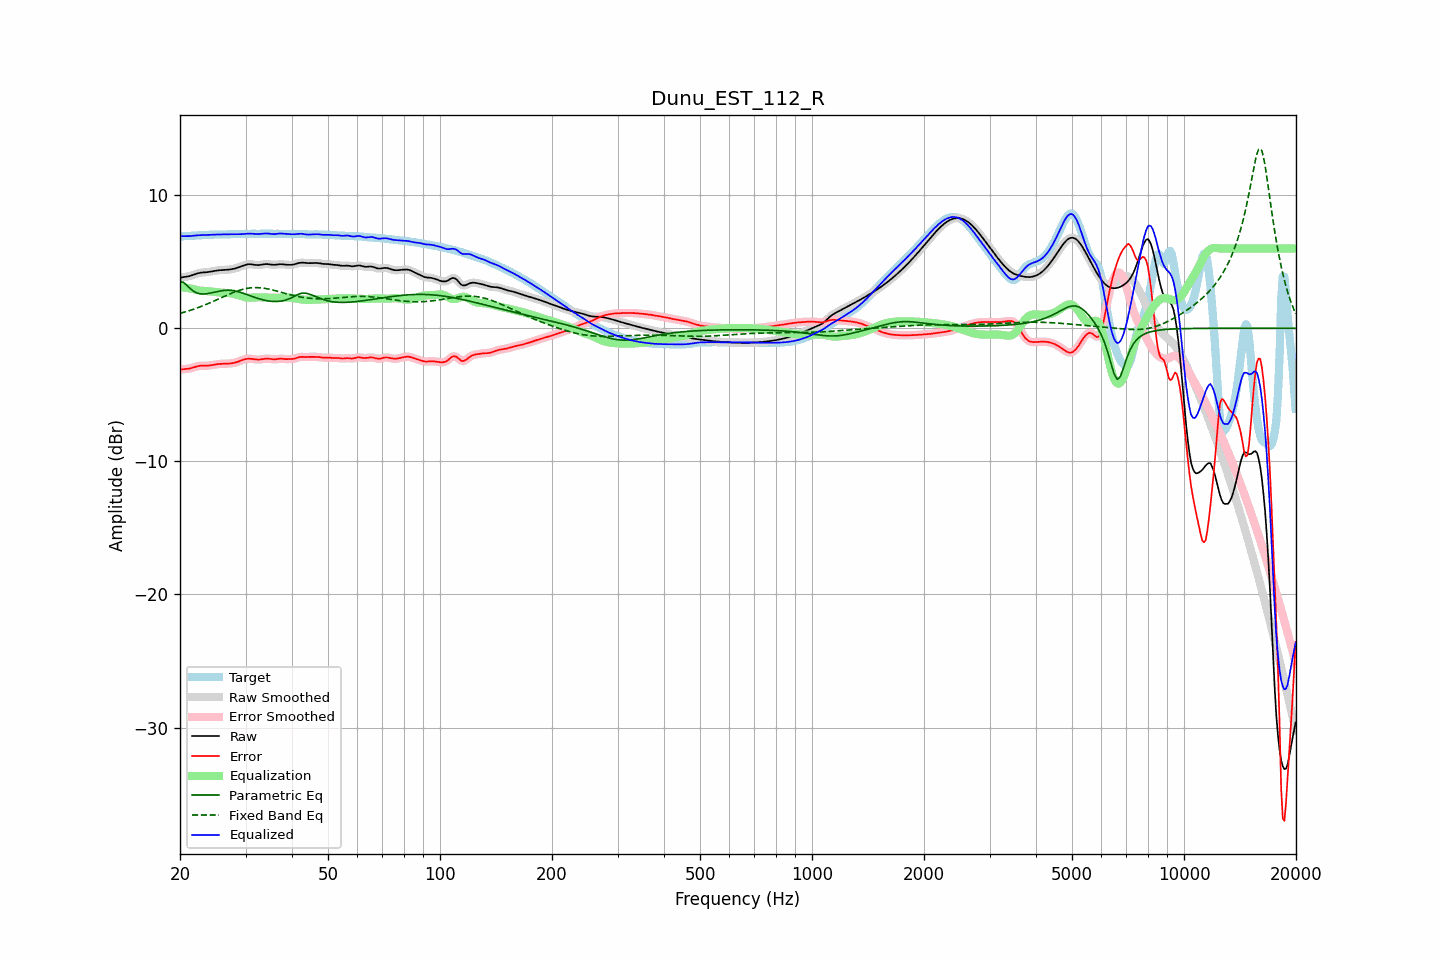 Dunu_EST_112_R
10
0
−10
−20
−30
Amplitude (dBr)
Target
Raw Smoothed
Error Smoothed
Raw
Error
Equalization
Parametric Eq
Fixed Band Eq
Equalized
20 50 100 200 500 1000 2000 5000 10000 20000
Frequency (Hz)